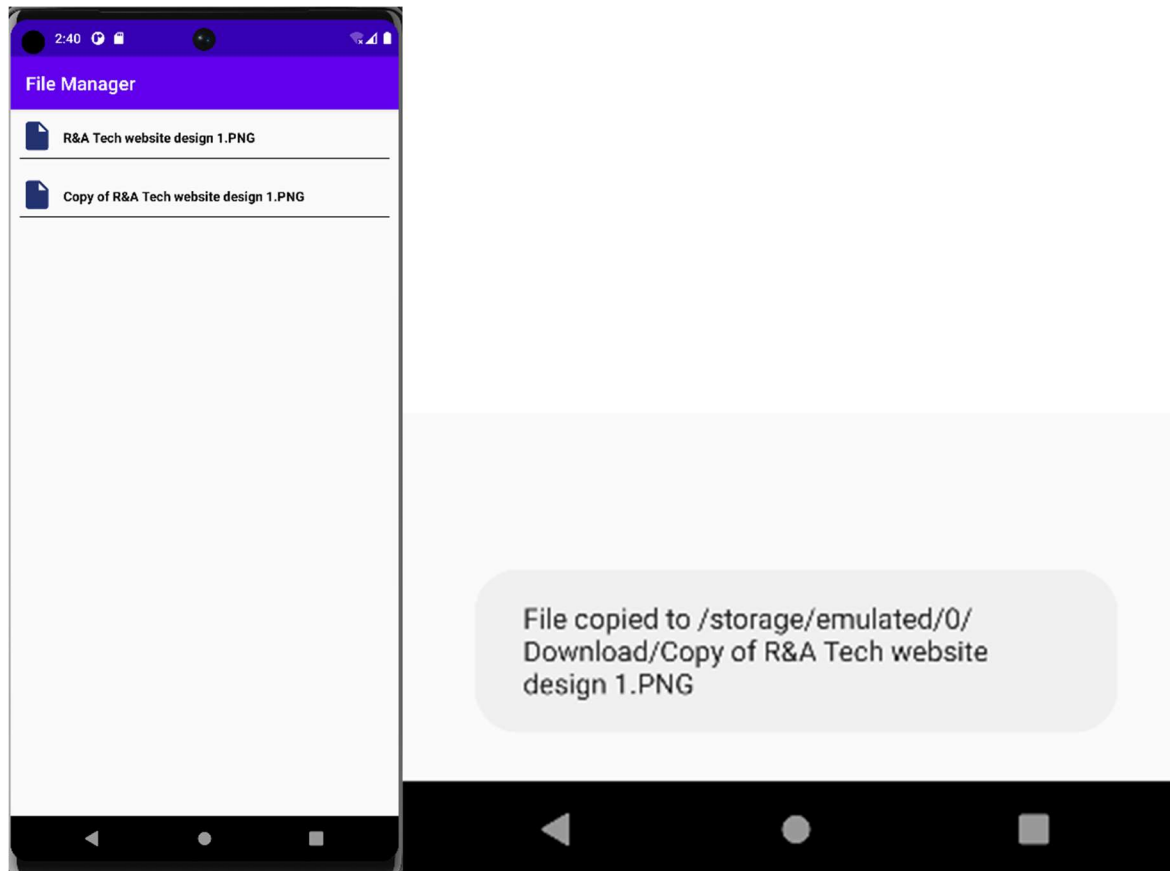 2:40
File Manager
R&A Tech website design 1.PNG
Copy of R&A Tech website design 1.PNG
File copied to /storage/emulated/0/
Download/Copy of R&A Tech website
design 1.PNG